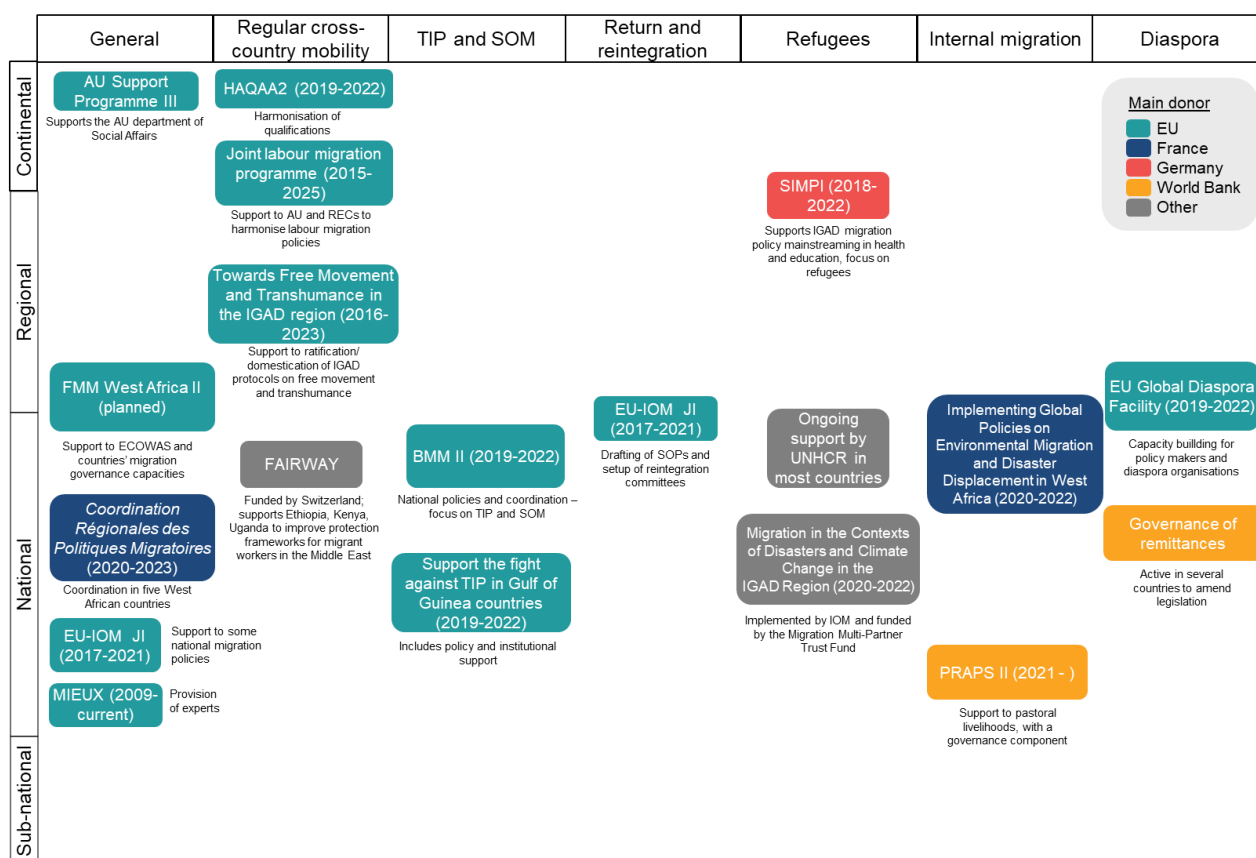 General
Regular cross-
country mobility
TIP and SOM
Return and
reintegration
Refugees
Internal migration
Diaspora
Continental
Regional
National
Sub-national
AU Support
Programme III
Supports the AU department of
Social Affairs
FMM West Africa II
(planned)
Support to ECOWAS and
countries' migration
governance capacities
Coordination
Régionales des
Politiques Migratoires
(2020-2023)
Coordination in five West
African countries
EU-IOM JI
(2017-2021)
Support to some
national migration
policies
MIEUX (2009-
current)
Provision
of experts
HAQAA2 (2019-2022)
Harmonisation of
qualifications
Joint labour migration
programme (2015-
2025)
Support to AU and RECs to
harmonise labour migration
policies
Towards Free Movement
and Transhumance in
the IGAD region (2016-
2023)
Support to ratification/
domestication of IGAD
protocols on free movement
and transhumance
FAIRWAY
Funded by Switzerland;
supports Ethiopia, Kenya,
Uganda to improve protection
frameworks for migrant
workers in the Middle East
BMM II (2019-2022)
National policies and coordination –
focus on TIP and SOM
Support the fight
against TIP in Gulf of
Guinea countries
(2019-2022)
Includes policy and institutional
support
EU-IOM JI
(2017-2021)
Drafting of SOPs and
setup of reintegration
committees
SIMPI (2018-
2022)
Supports IGAD migration
policy mainstreaming in health
and education, focus on
refugees
Ongoing
support by
UNHCR in
most countries
Migration in the Contexts
of Disasters and Climate
Change in the
IGAD Region (2020-2022)
Implemented by IOM and funded
by the Migration Multi-Partner
Trust Fund
Implementing Global
Policies on
Environmental Migration
and Disaster
Displacement in West
Africa (2020-2022)
PRAPS II (2021 - )
Support to pastoral
livelihoods, with a
governance component
Main donor
EU
France
Germany
World Bank
Other
EU Global Diaspora
Facility (2019-2022)
Capacity buillding for
policy makers and
diaspora organisations
Governance of
remittances
Active in several
countries to amend
legislation